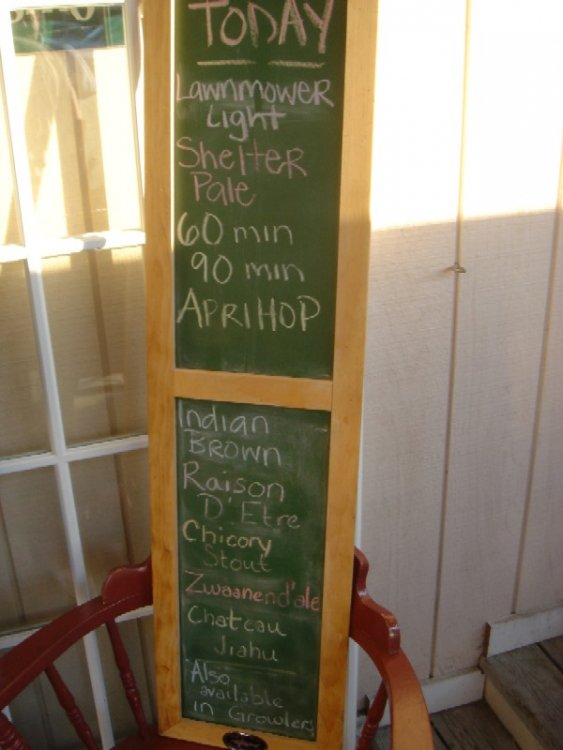 TODAY
Lawnmower
Light
Shelter
Pale
60 min
90 min
APRIHOP
Indian
BROWN
Raison
D'Etre
Chicory
Stout
Zwaanend'ale
Chateau
Jiahu
Also
available
in Growlers